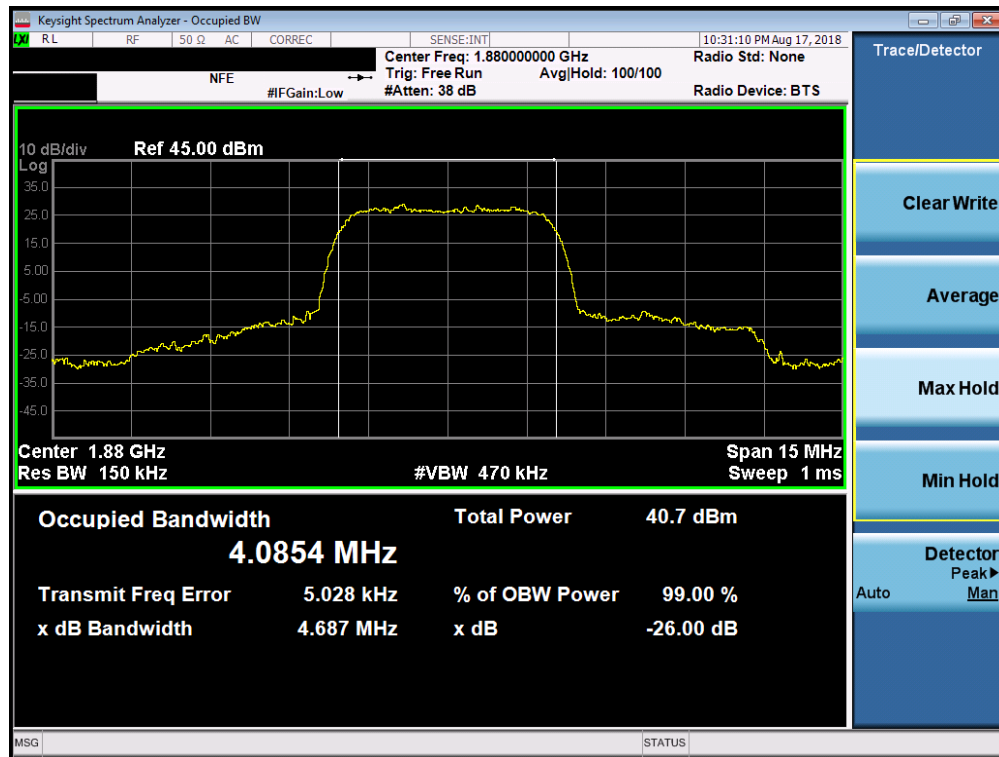 Keysight Spectrum Analyzer - Occupied BW
LXI RL RF 50 Ω AC CORREC SENSE:INT 10:31:10 PM Aug 17, 2018
Center Freq: 1.880000000 GHz Radio Std: None
NFE Trig: Free Run Avg|Hold: 100/100
#IFGain:Low #Atten: 38 dB Radio Device: BTS
10 dB/div Ref 45.00 dBm
Log
35.0
25.0
15.0
5.00
-5.00
-15.0
-25.0
-35.0
-45.0
Center 1.88 GHz Span 15 MHz
Res BW 150 kHz #VBW 470 kHz Sweep 1 ms
Occupied Bandwidth Total Power 40.7 dBm
4.0854 MHz
Transmit Freq Error 5.028 kHz % of OBW Power 99.00 %
x dB Bandwidth 4.687 MHz x dB -26.00 dB
MSG STATUS
Trace/Detector
Clear Write
Average
Max Hold
Min Hold
Detector
Peak▶
Auto Man